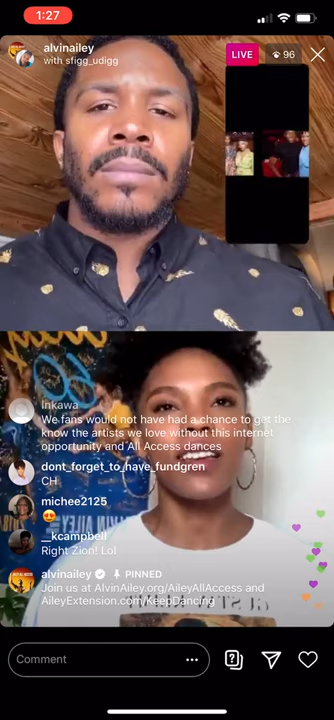 1:27
alvinailey
with sfigg_udigg
LIVE
96
lnkawa
We fans would not have had a chance to get the
know the artists we love without this internet
opportunity and All Access dances
dont_forget_to_have_fundgren
CH
michee2125
😍
__kcampbell
Right Zion! Lol
alvinailey PINNED
Join us at AlvinAiley.org/AileyAllAccess and
AileyExtension.com/KeepDancing
Comment